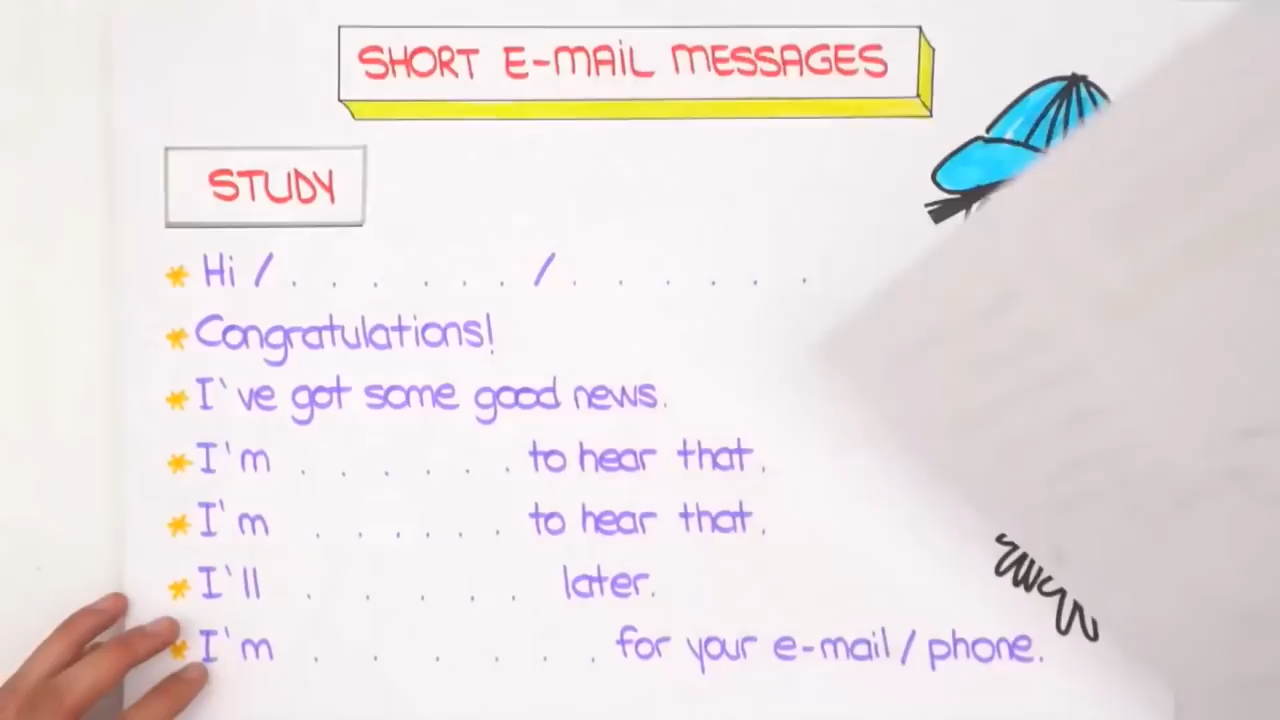 SHORT E-MAIL MESSAGES
STUDY
* Hi / . . . . . . / . . . . . .
* Congratulations!
* I've got some good news.
* I'm . . . . . . to hear that.
* I'm . . . . . . to hear that.
* I'll . . . . . later.
* I'm . . . . . . . for your e-mail / phone.